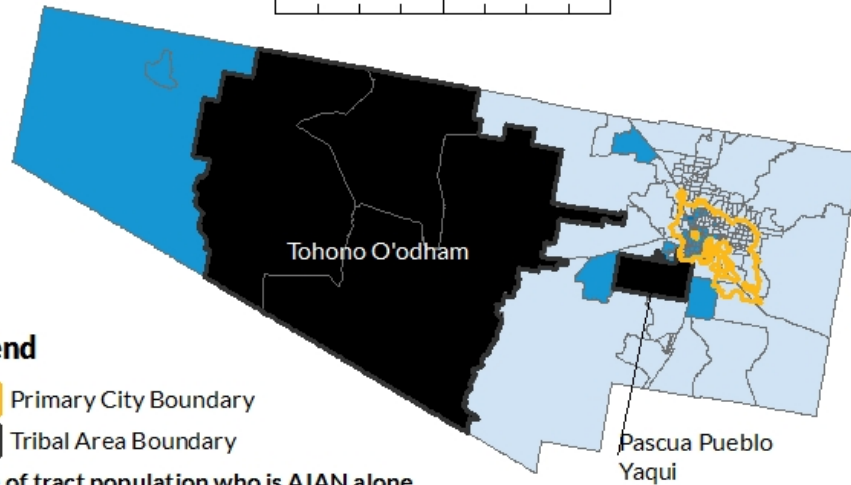 Tohono O'odham
end
Primary City Boundary
Tribal Area Boundary
of tract population who is AIAN alone
Pascua Pueblo
Yaqui